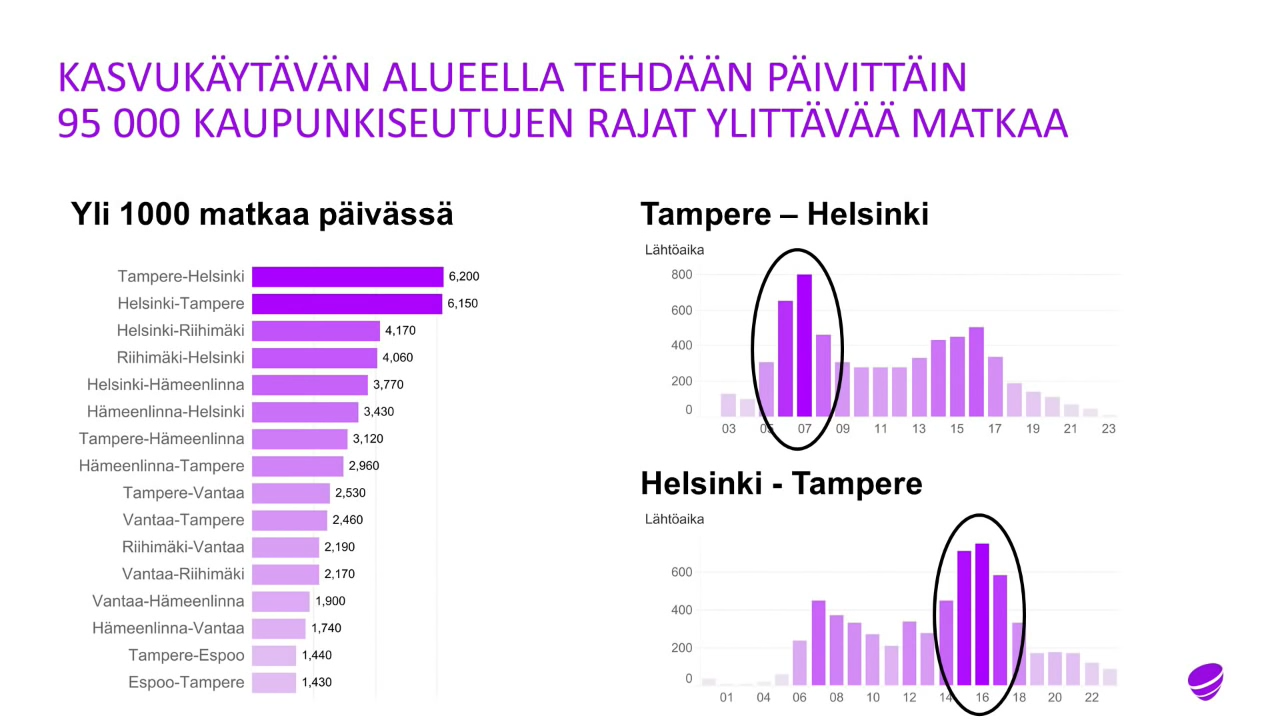 KASVUKÄYTÄVÄN ALUEELLA TEHDÄÄN PÄIVITTÄIN
95 000 KAUPUNKISEUTUJEN RAJAT YLITTÄVÄÄ MATKAA
Yli 1000 matkaa päivässä
Tampere-Helsinki 6,200
Helsinki-Tampere 6,150
Helsinki-Riihimäki 4,170
Riihimäki-Helsinki 4,060
Helsinki-Hämeenlinna 3,770
Hämeenlinna-Helsinki 3,430
Tampere-Hämeenlinna 3,120
Hämeenlinna-Tampere 2,960
Tampere-Vantaa 2,530
Vantaa-Tampere 2,460
Riihimäki-Vantaa 2,190
Vantaa-Riihimäki 2,170
Vantaa-Hämeenlinna 1,900
Hämeenlinna-Vantaa 1,740
Tampere-Espoo 1,440
Espoo-Tampere 1,430
Tampere – Helsinki
Lähtöaika
800
600
400
200
0
03 05 07 09 11 13 15 17 19 21 23
Helsinki - Tampere
Lähtöaika
600
400
200
0
01 04 06 08 10 12 14 16 18 20 22